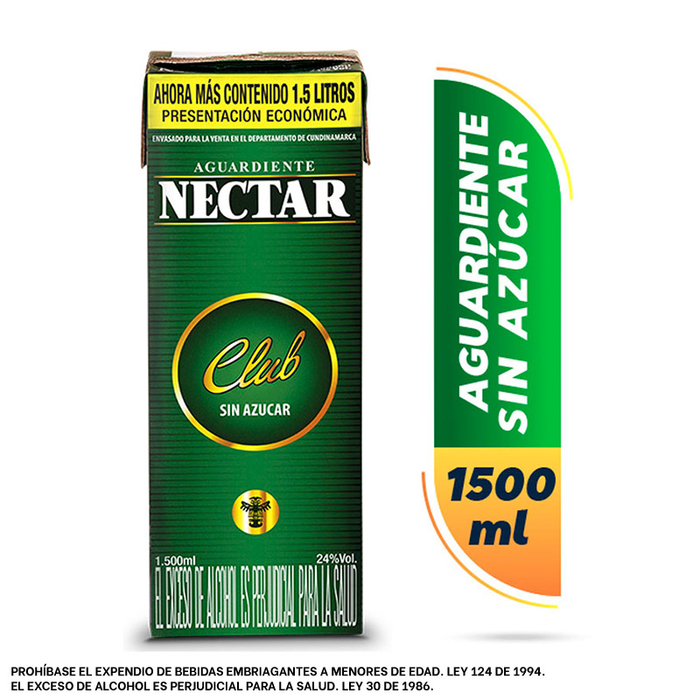 AHORA MÁS CONTENIDO 1.5 LITROS
PRESENTACIÓN ECONÓMICA
ENVASADO PARA LA VENTA EN EL DEPARTAMENTO DE CUNDINAMARCA
AGUARDIENTE
NECTAR
Club
SIN AZUCAR
1.500ml 24%Vol.
EL EXCESO DE ALCOHOL ES PERJUDICIAL PARA LA SALUD
AGUARDIENTE
SIN AZÚCAR
1500
ml
PROHÍBASE EL EXPENDIO DE BEBIDAS EMBRIAGANTES A MENORES DE EDAD. LEY 124 DE 1994.
EL EXCESO DE ALCOHOL ES PERJUDICIAL PARA LA SALUD. LEY 30 DE 1986.